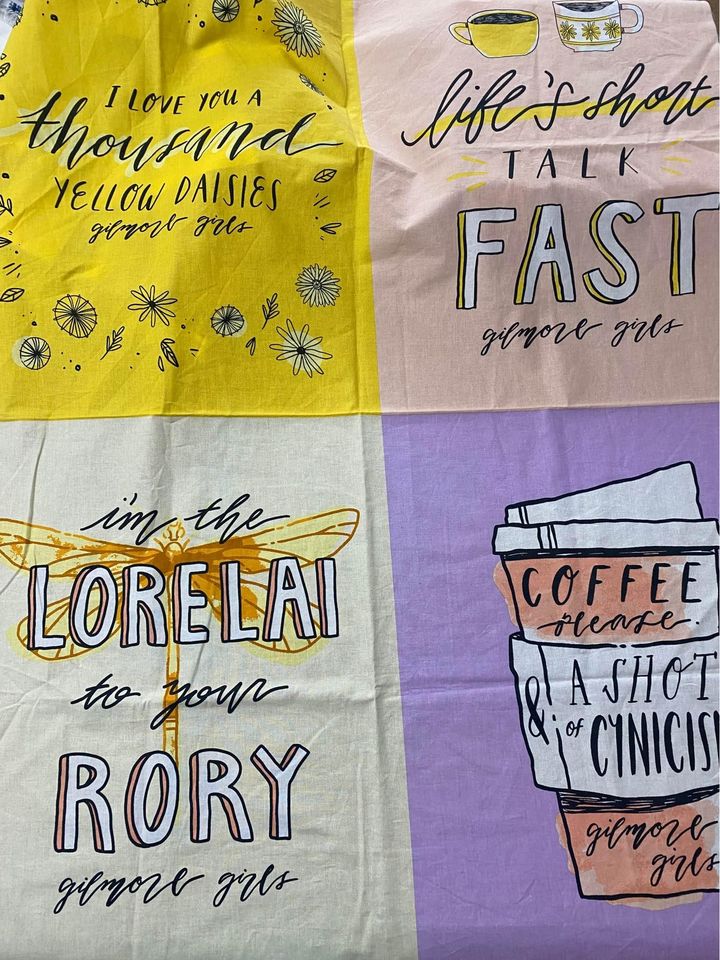 I LOVE YOU A
thousand
YELLOW DAISIES
gilmore girls
life's short
TALK
FAST
gilmore girls
i'm the
LORELAI
to your
RORY
gilmore girls
COFFEE
please.
& A SHOT
of CYNICIS
gilmore
girls